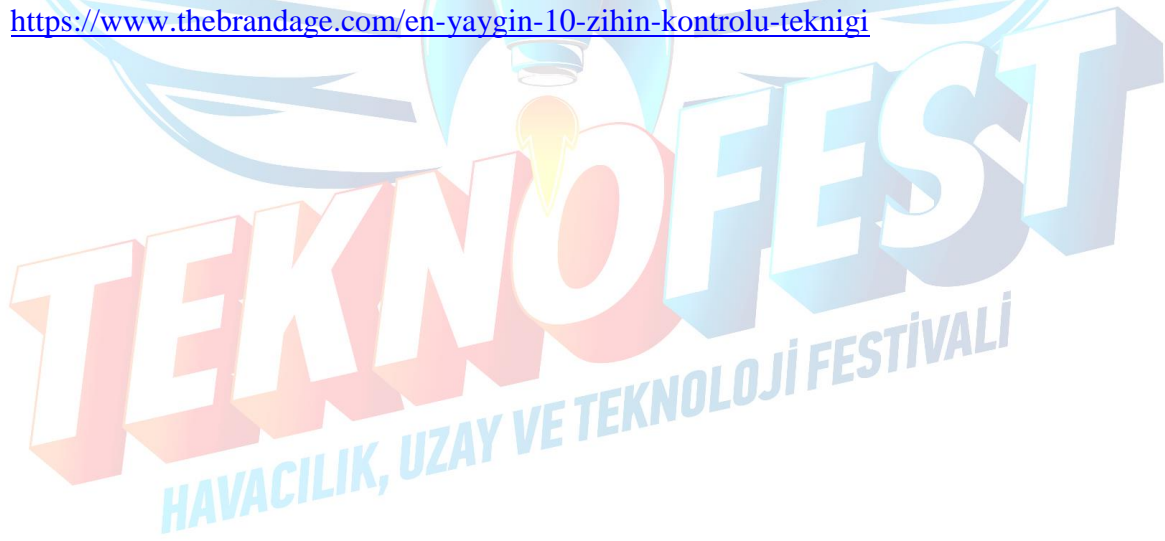 https://www.thebrandage.com/en-yaygin-10-zihin-kontrolu-teknigi
TEKNOFEST
HAVACILIK, UZAY VE TEKNOLOJİ FESTİVALİ